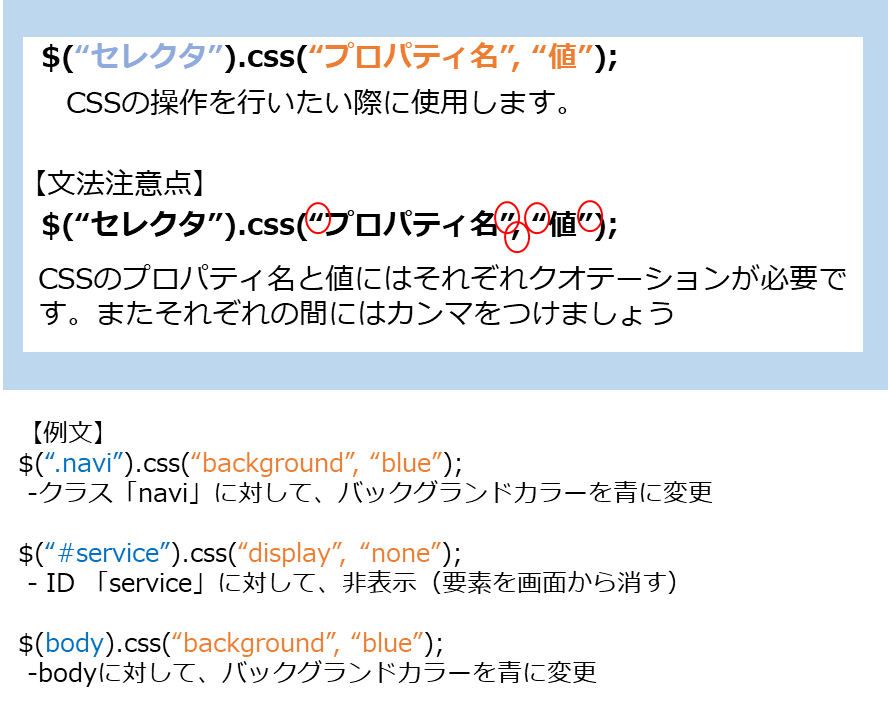 $(“セレクタ”).css(“プロパティ名”, “値”);
CSSの操作を行いたい際に使用します。
【文法注意点】
$(“セレクタ”).css(“プロパティ名”, “値”);
CSSのプロパティ名と値にはそれぞれクオテーションが必要で
す。またそれぞれの間にはカンマをつけましょう
【例文】
$(“.navi”).css(“background”, “blue”);
-クラス「navi」に対して、バックグランドカラーを青に変更
$(“#service”).css(“display”, “none”);
- ID 「service」に対して、非表示（要素を画面から消す）
$(body).css(“background”, “blue”);
-bodyに対して、バックグランドカラーを青に変更